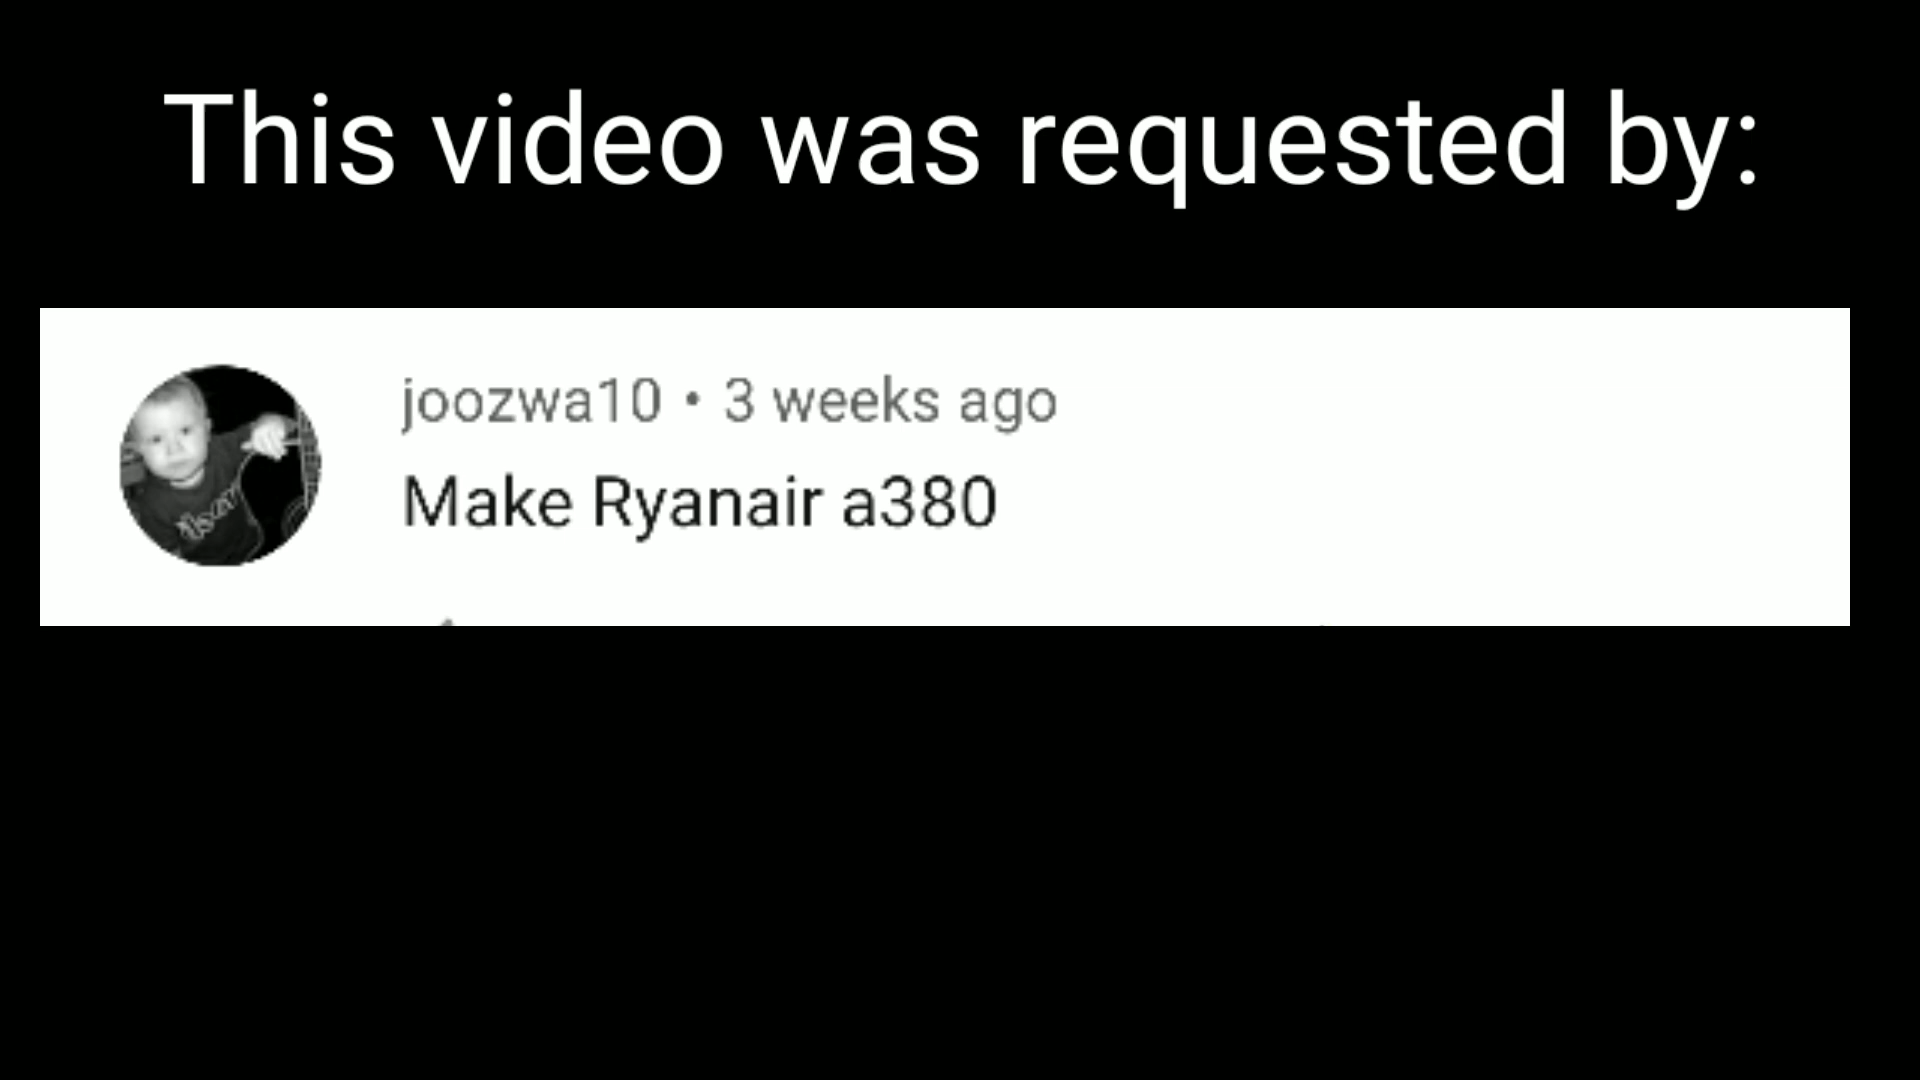 This video was requested by:
joozwa10 • 3 weeks ago
Make Ryanair a380